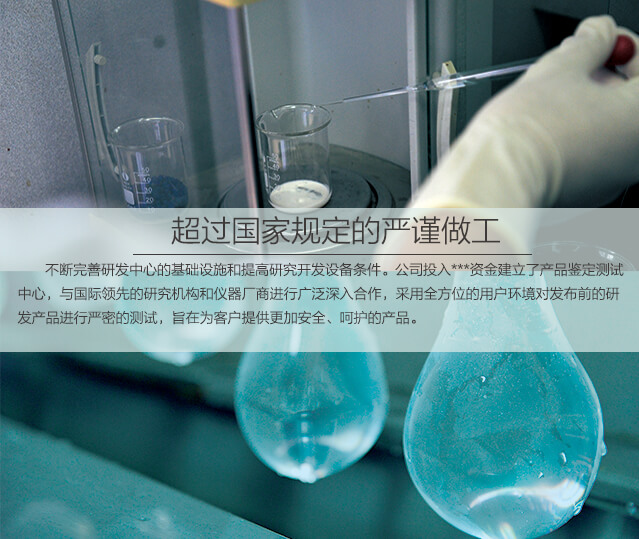 超过国家规定的严谨做工
不断完善研发中心的基础设施和提高研究开发设备条件。公司投入***资金建立了产品鉴定测试
中心，与国际领先的研究机构和仪器厂商进行广泛深入合作，采用全方位的用户环境对发布前的研
发产品进行严密的测试，旨在为客户提供更加安全、呵护的产品。